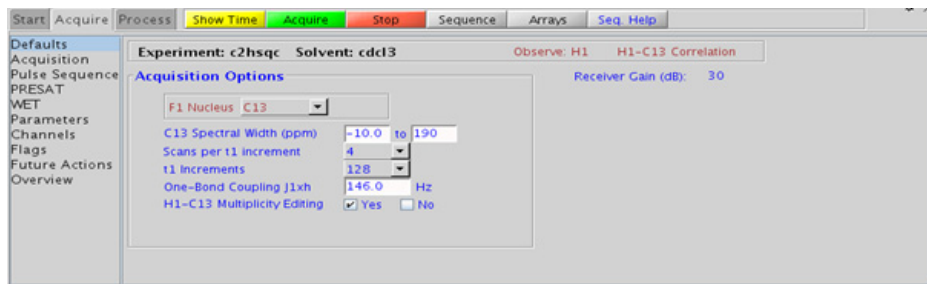 Start Acquire Process Show Time Acquire Stop Sequence Arrays Seq. Help
Defaults
Acquisition
Pulse Sequence
PRESAT
WET
Parameters
Channels
Flags
Future Actions
Overview
Experiment: c2hsqc Solvent: cdcl3 Observe: H1 H1-C13 Correlation
Acquisition Options Receiver Gain (dB): 30
F1 Nucleus C13
C13 Spectral Width (ppm) -10.0 to 190
Scans per t1 increment 4
t1 Increments 128
One-Bond Coupling J1xh 146.0 Hz
H1-C13 Multiplicity Editing Yes No